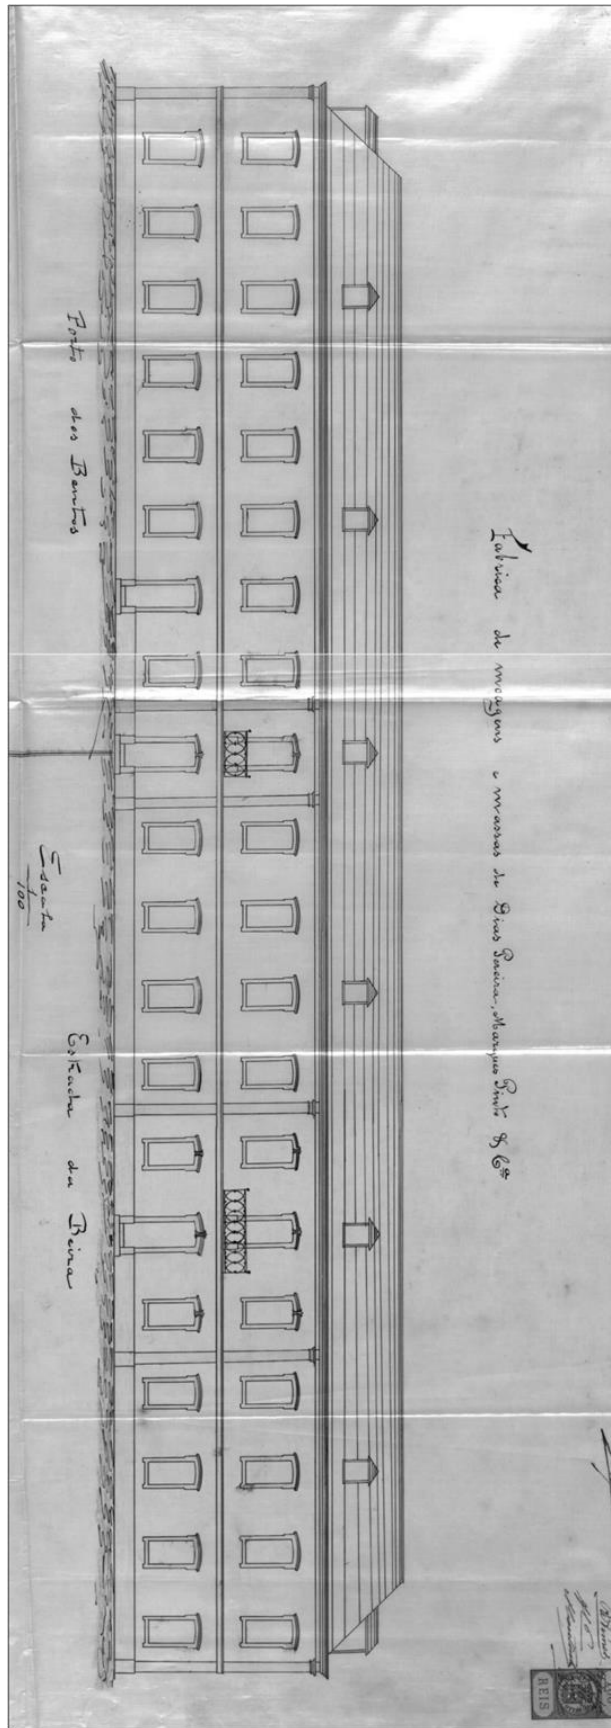 Fabrica de moagens e massas de Dias Pereira, Marques Pinto & Cª
Porto dos Bentos
Estrada da Beira
Escala
1/100
REIS